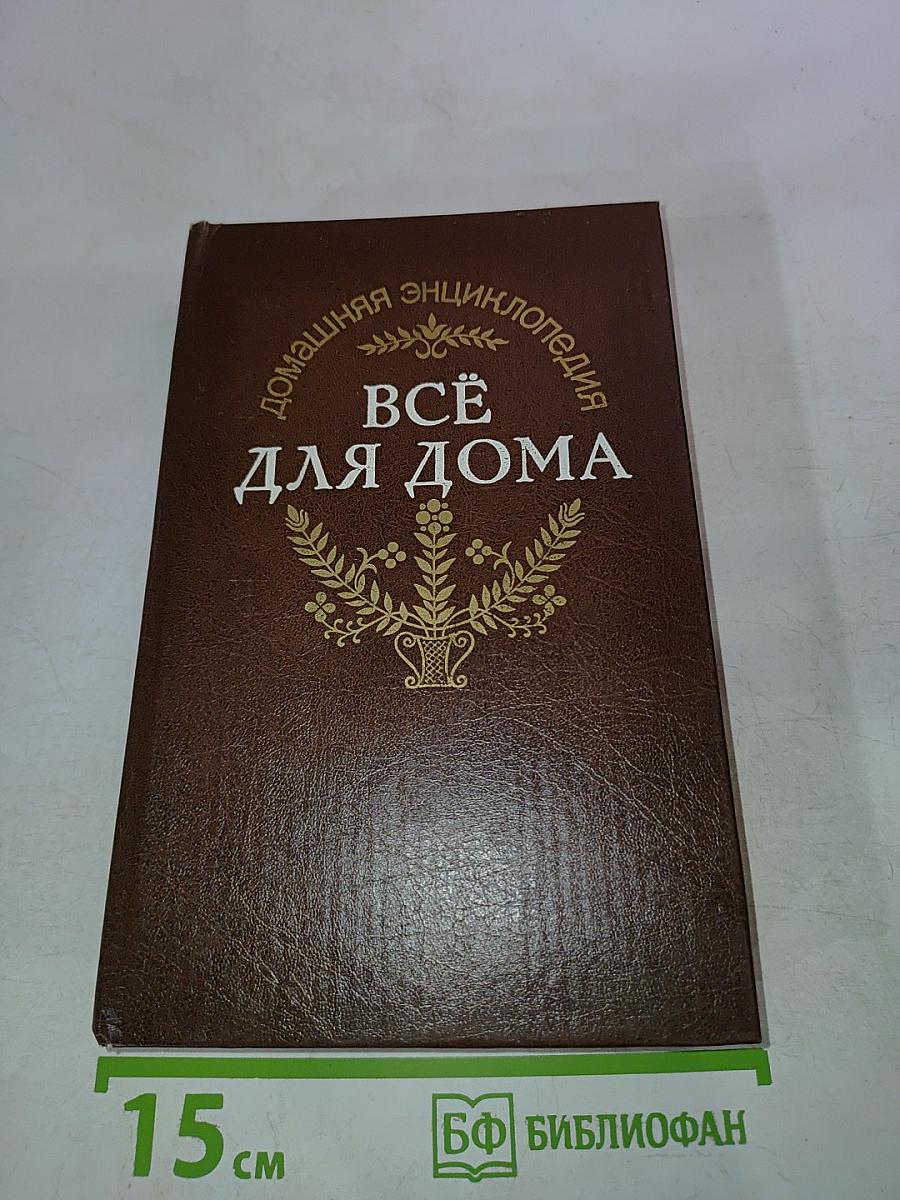 ДОМАШНЯЯ ЭНЦИКЛОПЕДИЯ
ВСЁ
ДЛЯ ДОМА
15 см
БФ БИБЛИОФАН